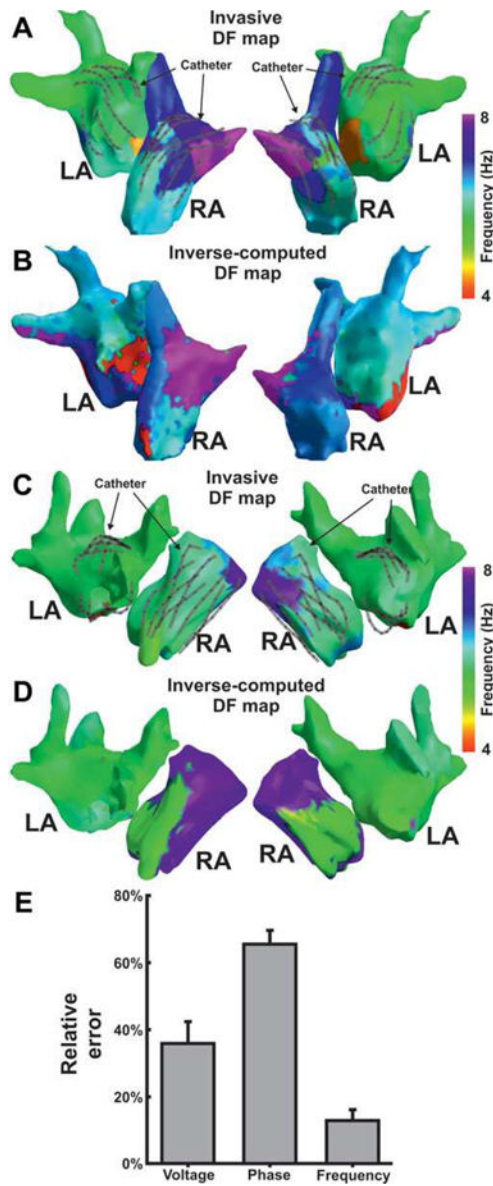 A
Invasive
DF map
Catheter
Catheter
LA
RA
RA
LA
8
Frequency (Hz)
4
B
Inverse-computed
DF map
LA
RA
RA
LA
C
Invasive
DF map
Catheter
Catheter
LA
RA
RA
LA
8
Frequency (Hz)
4
D
Inverse-computed
DF map
LA
RA
RA
LA
E
80%
60%
40%
20%
0%
Relative
error
Voltage
Phase
Frequency